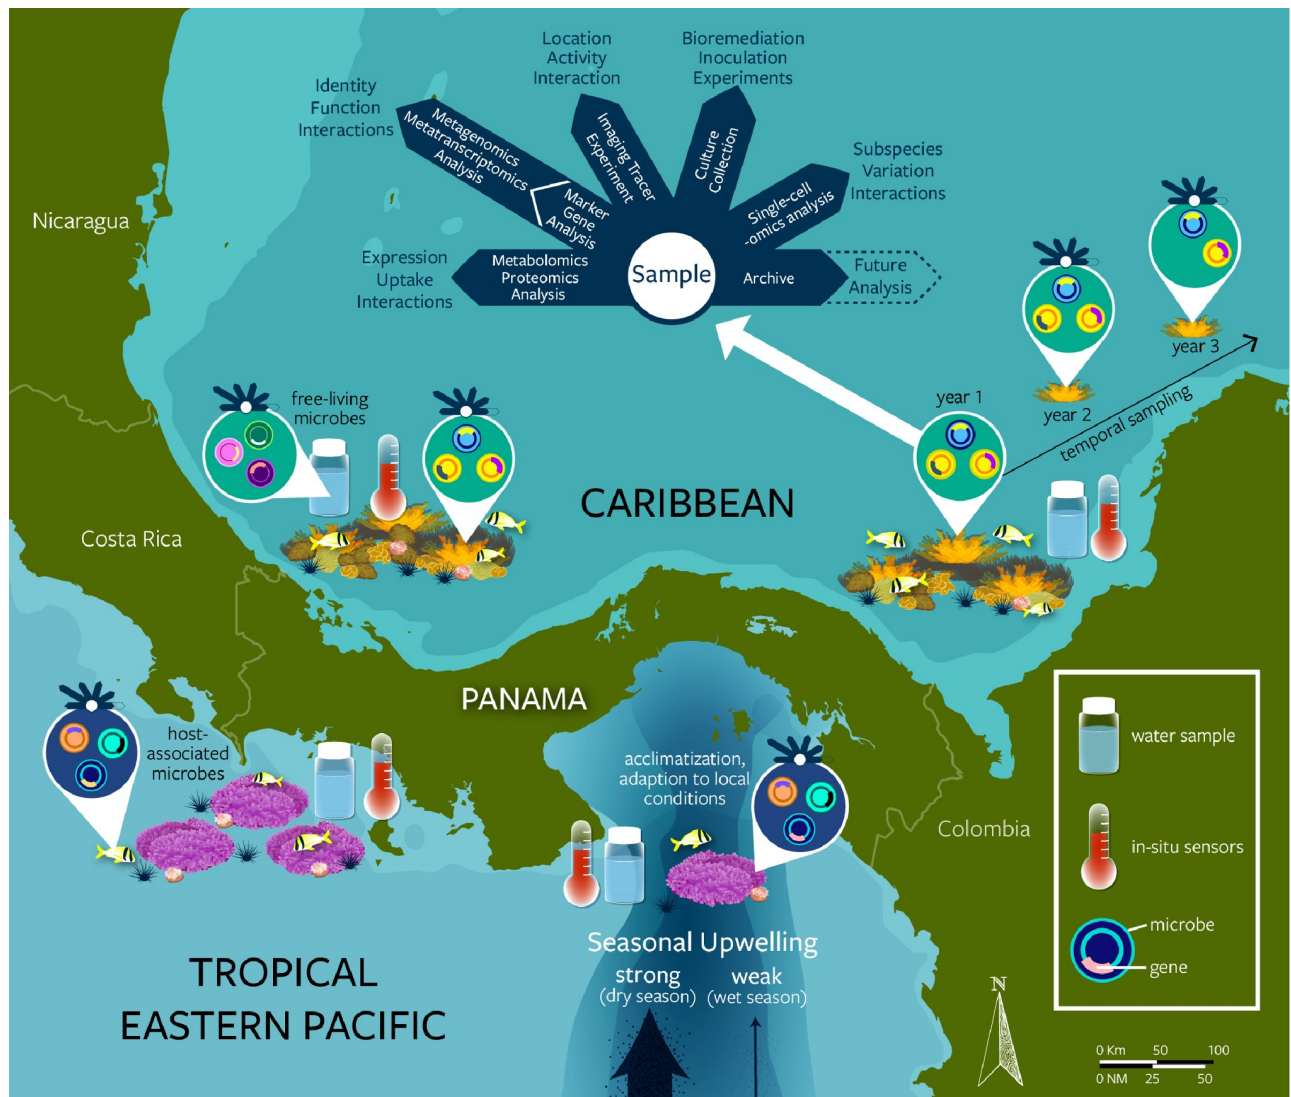 Location
Activity
Interaction
Bioremediation
Inoculation
Experiments
Identity
Function
Interactions
Metagenomics
Metatranscriptomics
Analysis
Marker
Gene
Analysis
Imaging Tracer
Experiment
Culture
Collection
Single-cell
-omics analysis
Subspecies
Variation
Interactions
Expression
Uptake
Interactions
Metabolomics
Proteomics
Analysis
Sample
Archive
Future
Analysis
Nicaragua
year 3
year 2
year 1
temporal sampling
free-living
microbes
CARIBBEAN
Costa Rica
PANAMA
host-
associated
microbes
acclimatization,
adaption to local
conditions
Colombia
water sample
in-situ sensors
microbe
gene
Seasonal Upwelling
strong
(dry season)
weak
(wet season)
TROPICAL
EASTERN PACIFIC
N
0 Km 50 100
0 NM 25 50